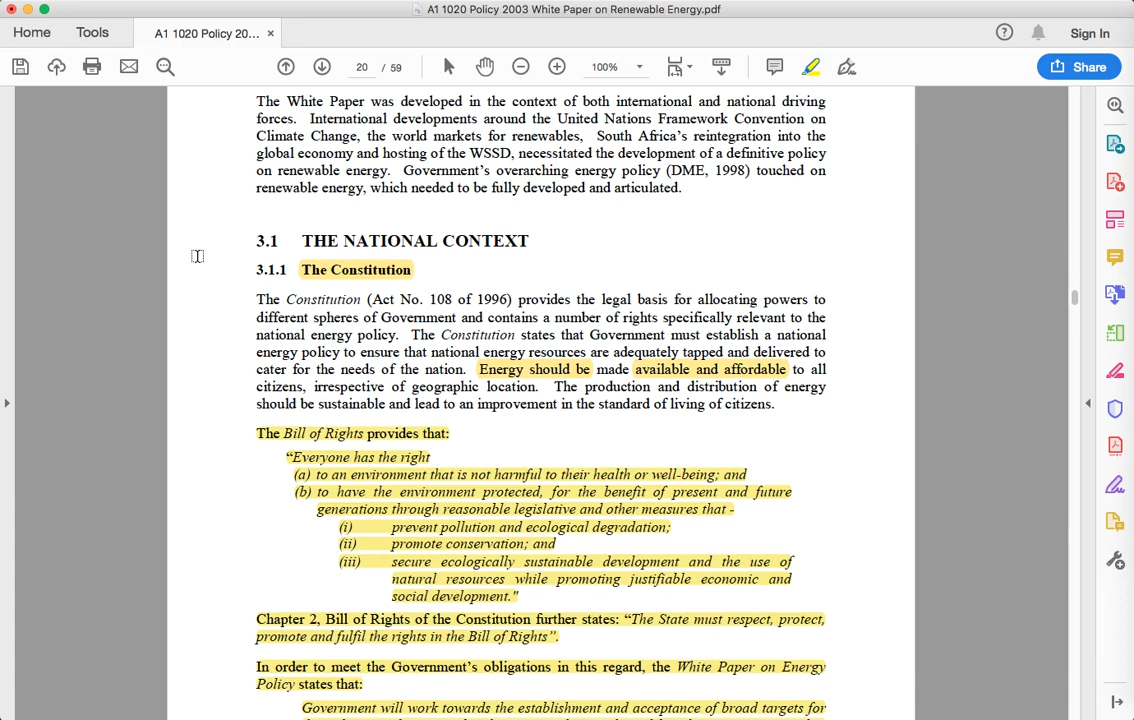 A1 1020 Policy 2003 White Paper on Renewable Energy.pdf
Home Tools A1 1020 Policy 20... × Sign In
20 / 59 100% Share
The White Paper was developed in the context of both international and national driving
forces. International developments around the United Nations Framework Convention on
Climate Change, the world markets for renewables, South Africa's reintegration into the
global economy and hosting of the WSSD, necessitated the development of a definitive policy
on renewable energy. Government's overarching energy policy (DME, 1998) touched on
renewable energy, which needed to be fully developed and articulated.
3.1 THE NATIONAL CONTEXT
3.1.1 The Constitution
The Constitution (Act No. 108 of 1996) provides the legal basis for allocating powers to
different spheres of Government and contains a number of rights specifically relevant to the
national energy policy. The Constitution states that Government must establish a national
energy policy to ensure that national energy resources are adequately tapped and delivered to
cater for the needs of the nation. Energy should be made available and affordable to all
citizens, irrespective of geographic location. The production and distribution of energy
should be sustainable and lead to an improvement in the standard of living of citizens.
The Bill of Rights provides that:
“Everyone has the right
(a) to an environment that is not harmful to their health or well-being; and
(b) to have the environment protected, for the benefit of present and future
generations through reasonable legislative and other measures that -
(i) prevent pollution and ecological degradation;
(ii) promote conservation; and
(iii) secure ecologically sustainable development and the use of
natural resources while promoting justifiable economic and
social development."
Chapter 2, Bill of Rights of the Constitution further states: “The State must respect, protect,
promote and fulfil the rights in the Bill of Rights”.
In order to meet the Government's obligations in this regard, the White Paper on Energy
Policy states that:
Government will work towards the establishment and acceptance of broad targets for